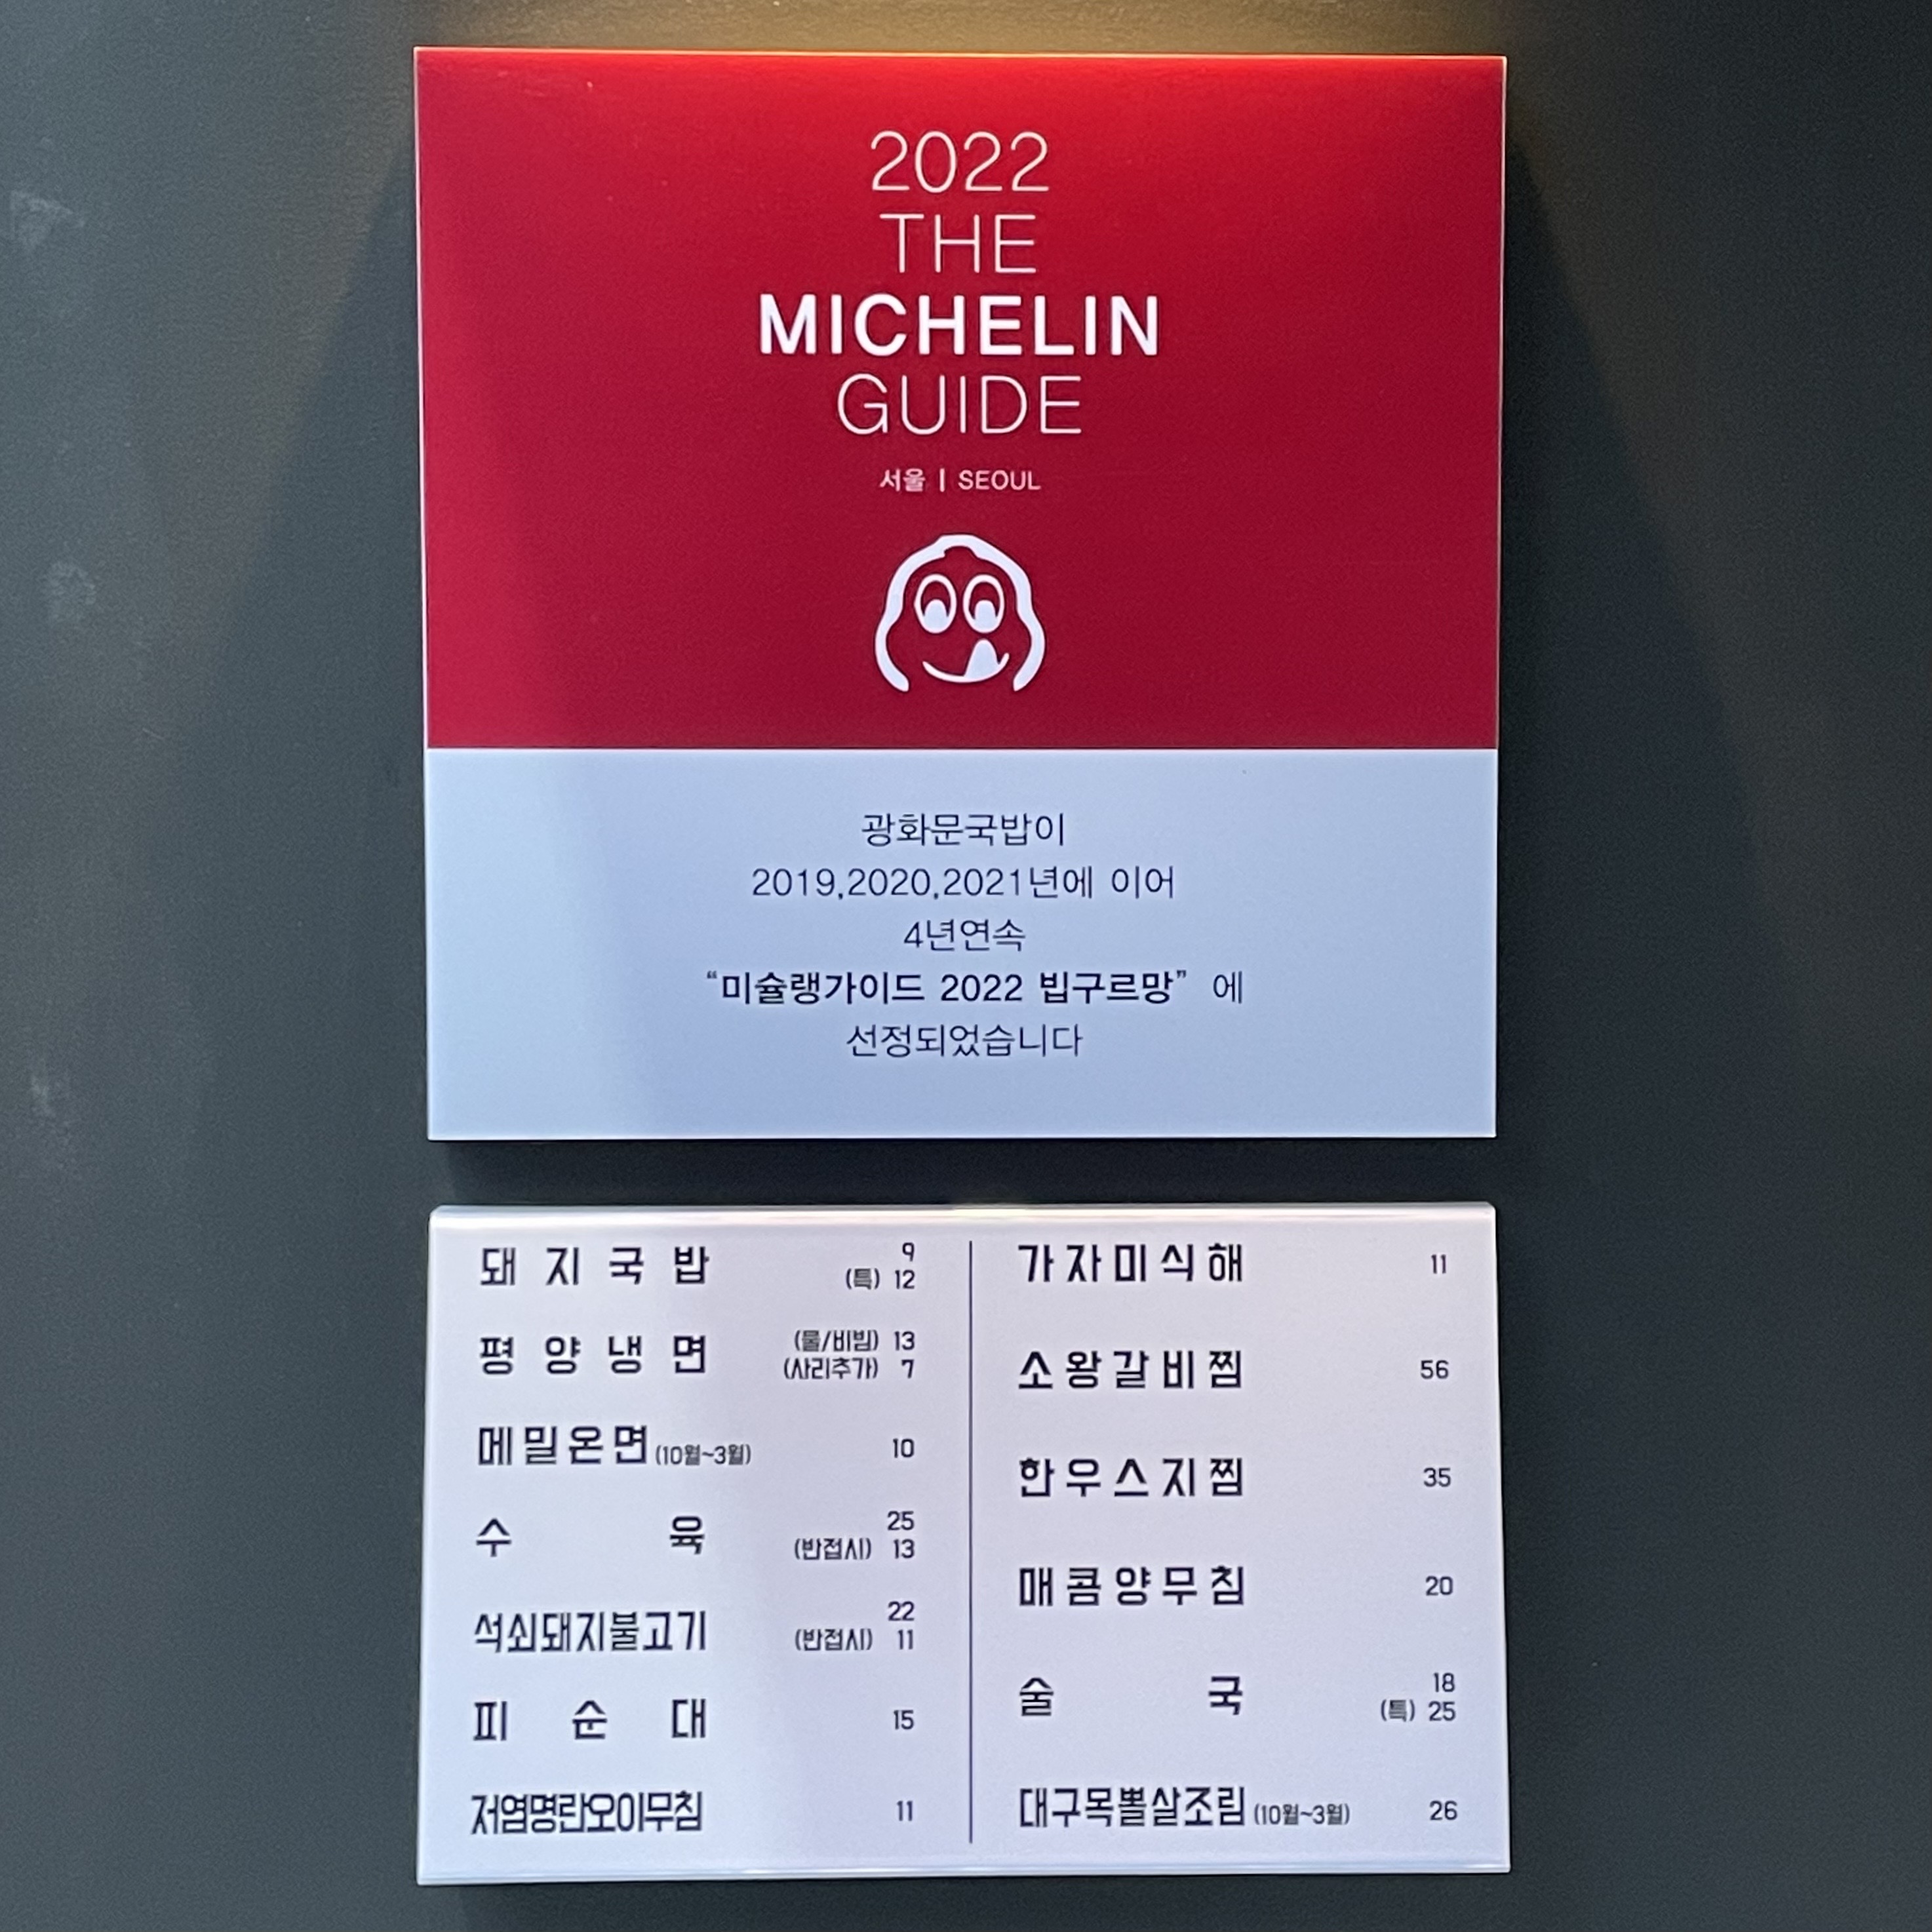 2022
THE
MICHELIN
GUIDE
서울 | SEOUL
광화문국밥이
2019,2020,2021년에 이어
4년연속
“미슐랭가이드 2022 빕구르망” 에
선정되었습니다
돼지국밥 9
(특) 12
평양냉면 (물/비빔) 13
(사리추가) 7
메밀온면 (10월~3월) 10
수육 25
(반접시) 13
석쇠돼지불고기 22
(반접시) 11
피순대 15
저염명란오이무침 11
가자미식해 11
소왕갈비찜 56
한우스지찜 35
매콤양무침 20
술국 18
(특) 25
대구목뽈살조림 (10월~3월) 26